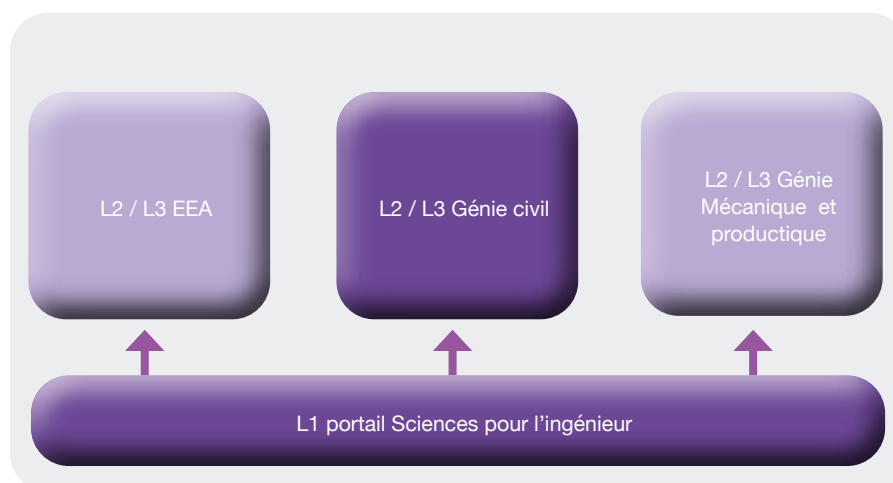 L2 / L3 EEA
L2 / L3 Génie civil
L2 / L3 Génie
Mécanique et
productique
L1 portail Sciences pour l'ingénieur